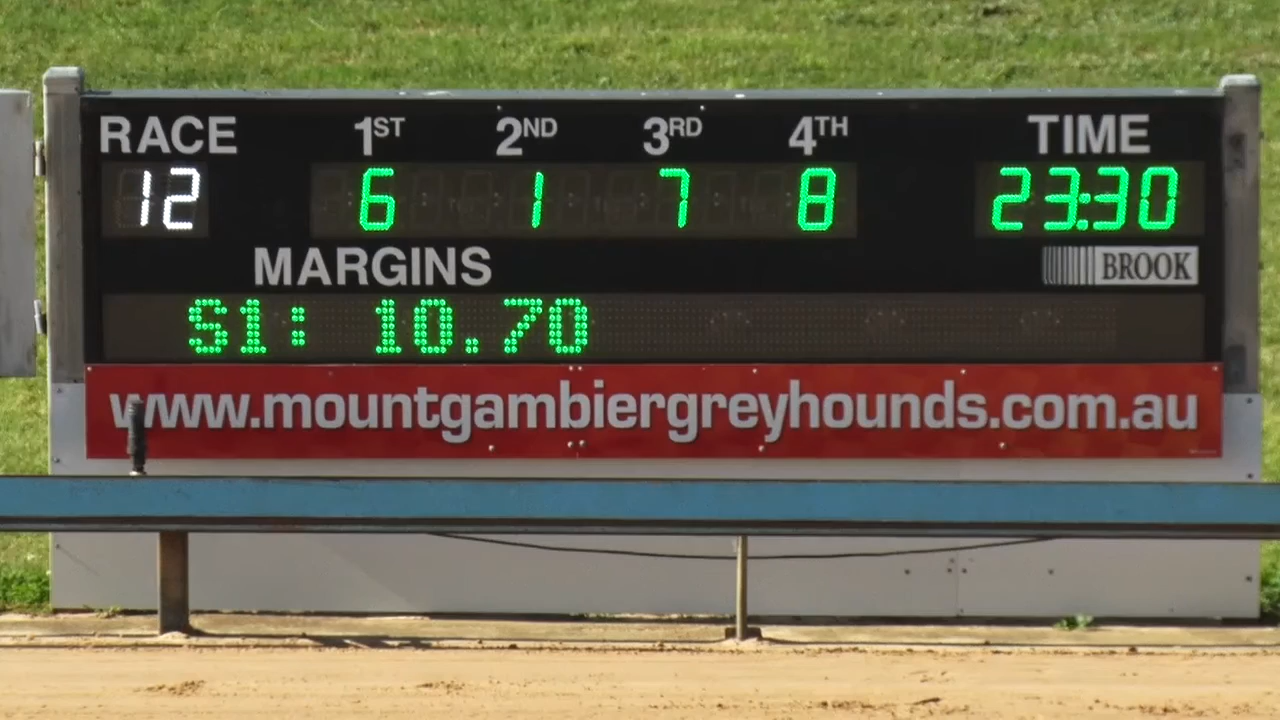 RACE 1ST 2ND 3RD 4TH TIME
12 6 1 7 8 23:30
MARGINS BROOK
S1: 10.70
www.mountgambiergreyhounds.com.au